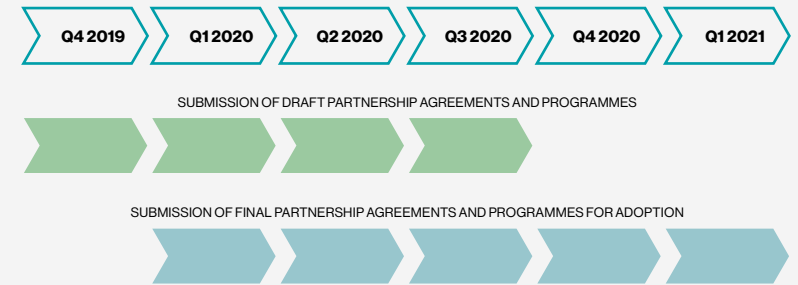 Q4 2019 Q1 2020 Q2 2020 Q3 2020 Q4 2020 Q1 2021
SUBMISSION OF DRAFT PARTNERSHIP AGREEMENTS AND PROGRAMMES
SUBMISSION OF FINAL PARTNERSHIP AGREEMENTS AND PROGRAMMES FOR ADOPTION